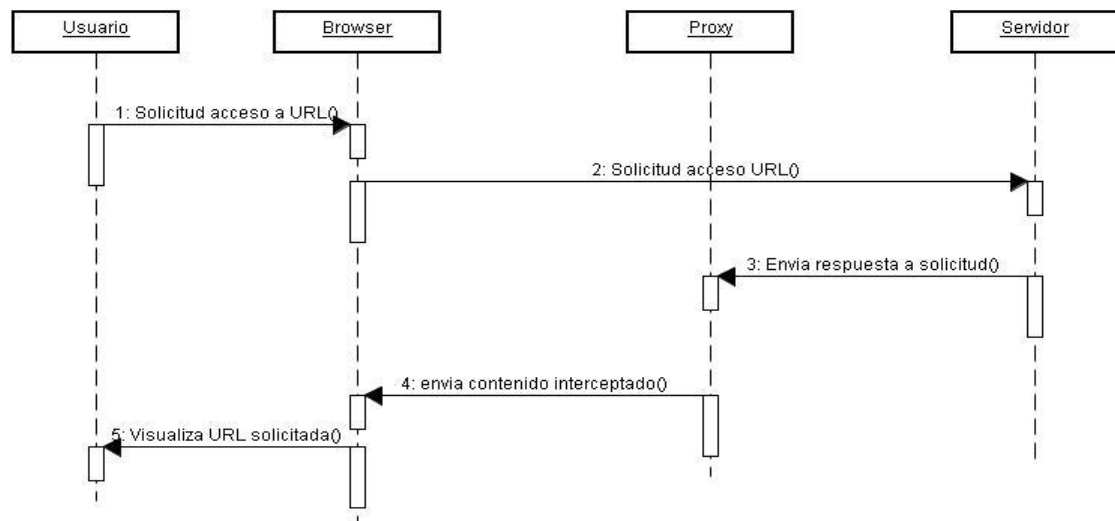 Usuario
Browser
Proxy
Servidor
1: Solicitud acceso a URL()
2: Solicitud acceso URL()
3: Envia respuesta a solicitud()
4: envia contenido interceptado()
5: Visualiza URL solicitada()